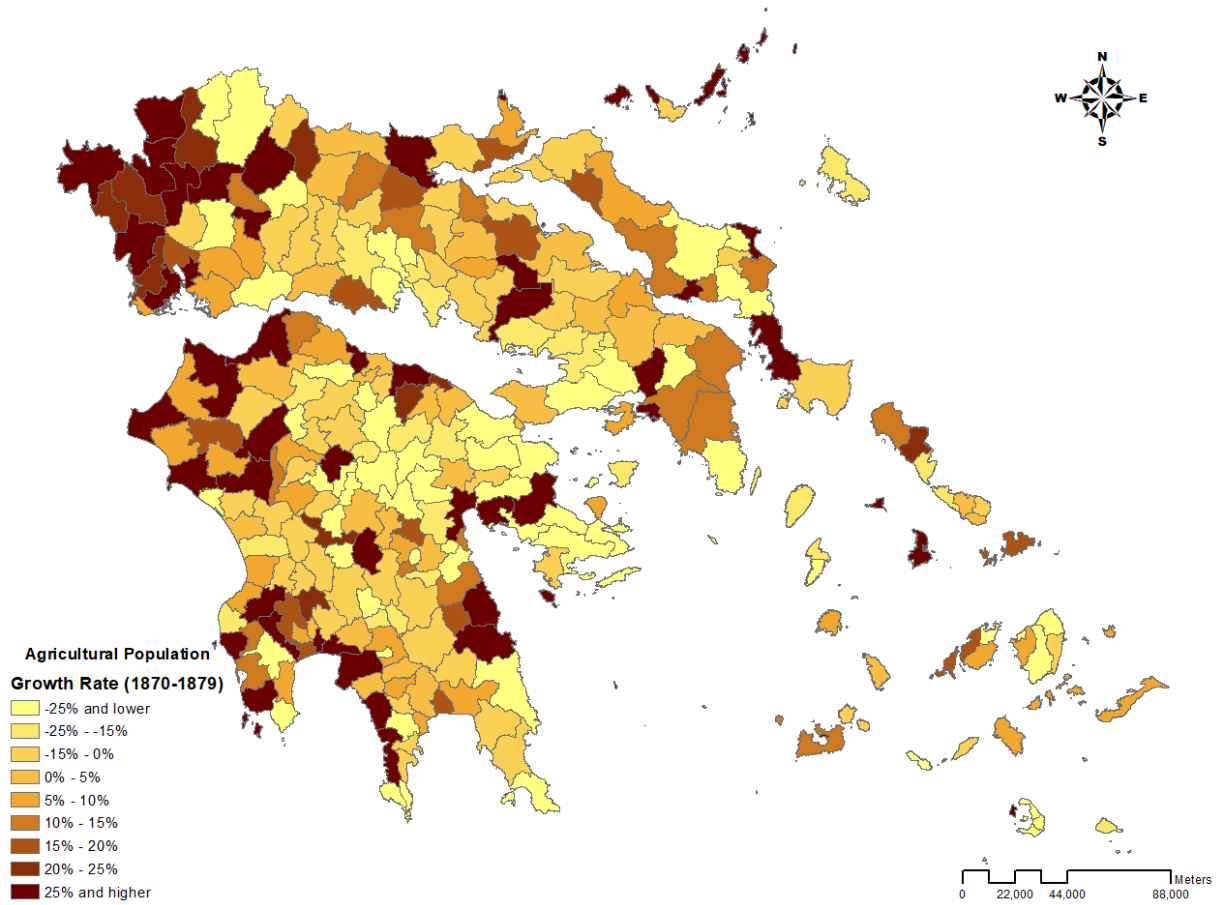 N
W E
S
Agricultural Population
Growth Rate (1870-1879)
-25% and lower
-25% - -15%
-15% - 0%
0% - 5%
5% - 10%
10% - 15%
15% - 20%
20% - 25%
25% and higher
Meters
0 22,000 44,000 88,000